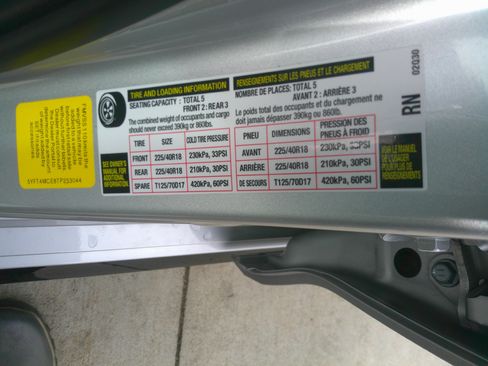 TIRE AND LOADING INFORMATION
SEATING CAPACITY : TOTAL 5
FRONT 2 : REAR 3
The combined weight of occupants and cargo
should never exceed 390kg or 860lbs.
TIRE SIZE COLD TIRE PRESSURE
FRONT 225/40R18 230kPa, 33PSI
REAR 225/40R18 210kPa, 30PSI
SPARE T125/70D17 420kPa, 60PSI
SEE OWNER'S
MANUAL FOR
ADDITIONAL
INFORMATION
RENSEIGNEMENTS SUR LES PNEUS ET LE CHARGEMENT
NOMBRE DE PLACES: TOTAL 5
AVANT 2 : ARRIÈRE 3
Le poids total des occupants et du chargement ne
doit jamais dépasser 390kg ou 860lb.
PNEU DIMENSIONS PRESSION DES
PNEUS À FROID
AVANT 225/40R18 230kPa, 33PSI
ARRIÈRE 225/40R18 210kPa, 30PSI
DE SECOURS T125/70D17 420kPa, 60PSI
VOIR LE MANUEL
DE L'USAGER
POUR PLUS DE
RENSEIGNEMENTS
RN
02Q30